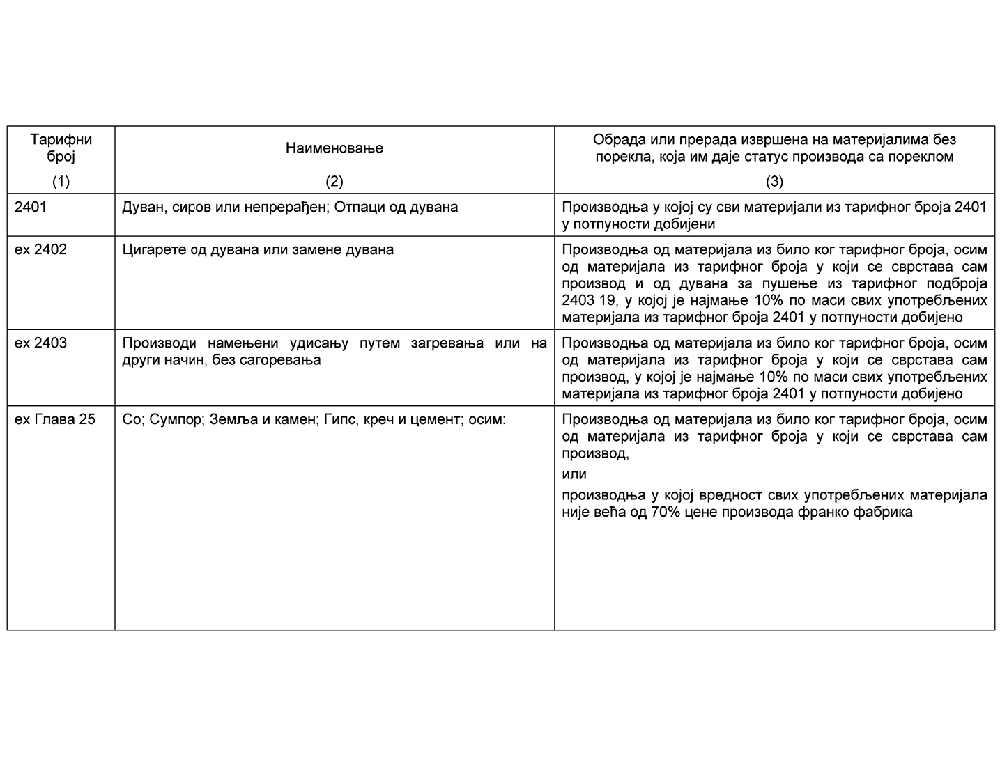 Тарифни
број
(1)
Наименовање
(2)
Обрада или прерада извршена на материјалима без
порекла, која им даје статус производа са пореклом
(3)
2401
Дуван, сиров или непрерађен; Отпаци од дувана
Производња у којој су сви материјали из тарифног броја 2401
у потпуности добијени
ex 2402
Цигарете од дувана или замене дувана
Производња од материјала из било ког тарифног броја, осим
од материјала из тарифног броја у који се сврстава сам
производ и од дувана за пушење из тарифног подброја
2403 19, у којој је најмање 10% по маси свих употребљених
материјала из тарифног броја 2401 у потпуности добијено
ex 2403
Производи намењени удисању путем загревања или на
други начин, без сагоревања
Производња од материјала из било ког тарифног броја, осим
од материјала из тарифног броја у који се сврстава сам
производ, у којој је најмање 10% по маси свих употребљених
материјала из тарифног броја 2401 у потпуности добијено
ex Глава 25
Со; Сумпор; Земља и камен; Гипс, креч и цемент; осим:
Производња од материјала из било ког тарифног броја, осим
од материјала из тарифног броја у који се сврстава сам
производ,
или
производња у којој вредност свих употребљених материјала
није већа од 70% цене производа франко фабрика